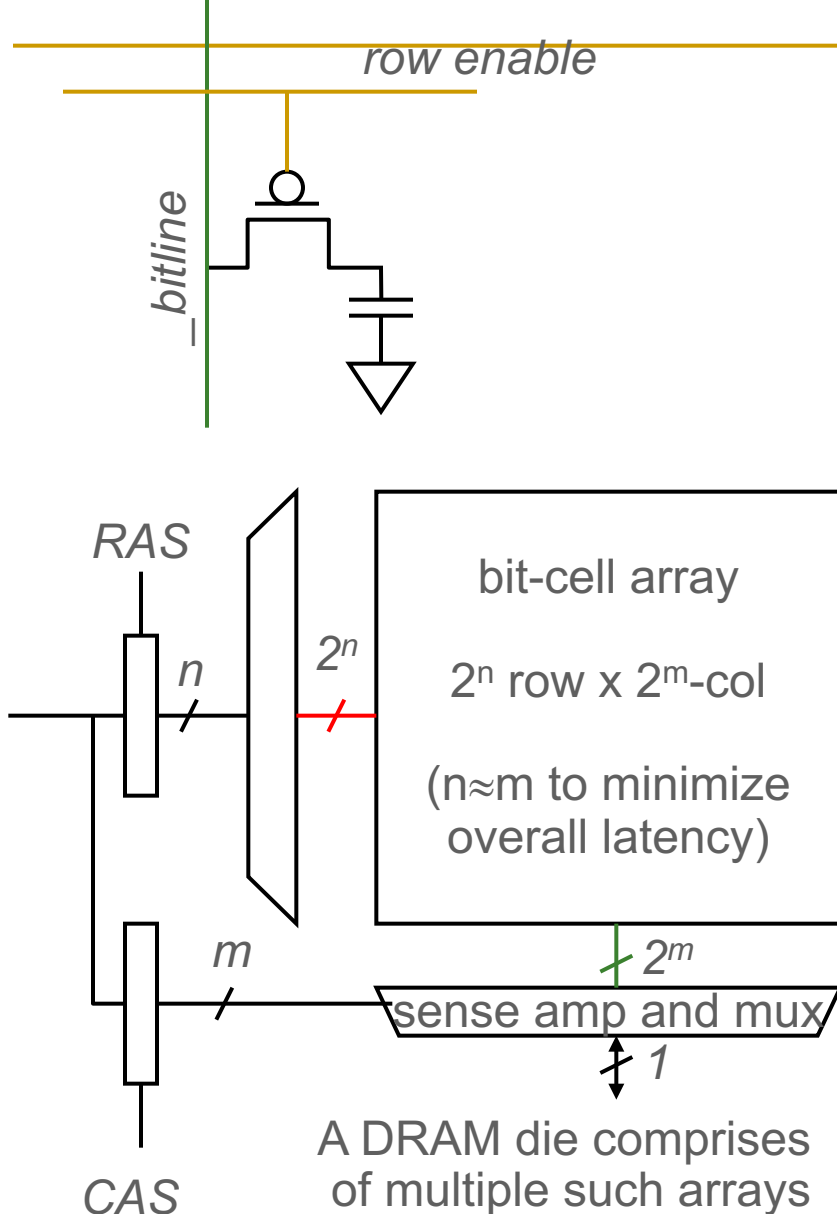 row enable
_bitline
RAS
n
2ⁿ
bit-cell array
2ⁿ row x 2ᵐ-col
(n≈m to minimize
overall latency)
m
2ᵐ
sense amp and mux
1
A DRAM die comprises
of multiple such arrays
CAS